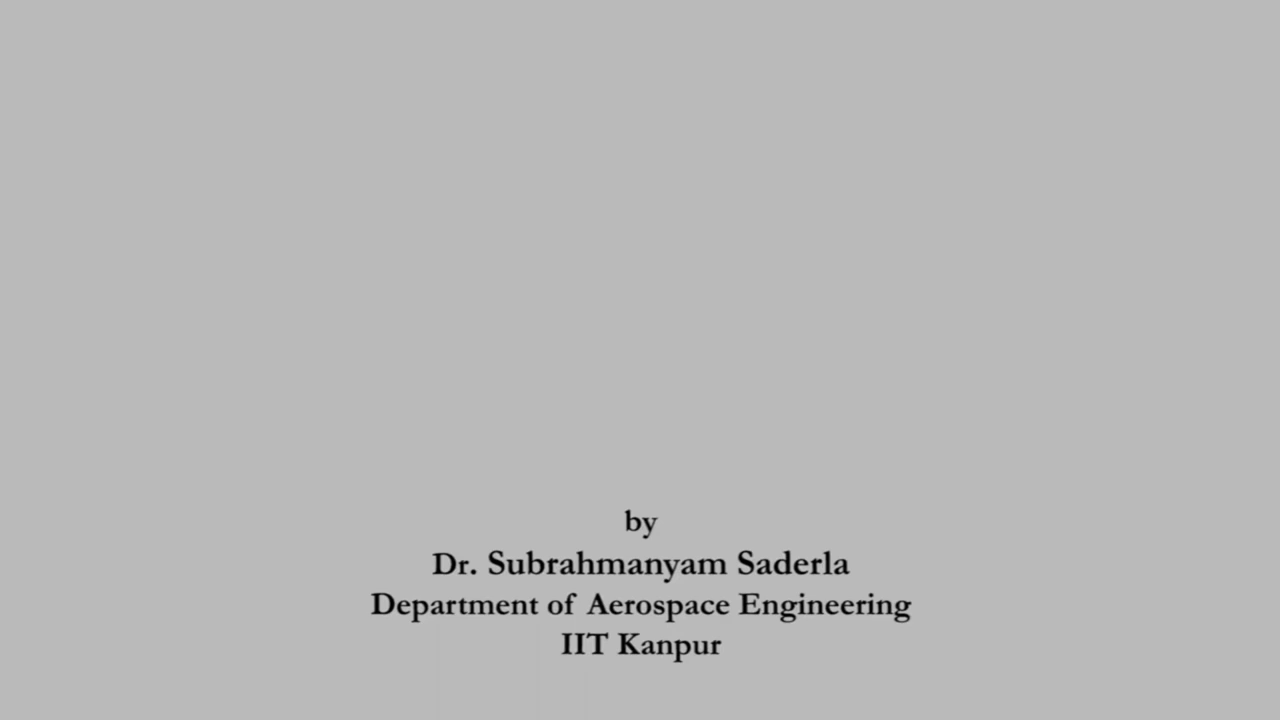 by
Dr. Subrahmanyam Saderla
Department of Aerospace Engineering
IIT Kanpur